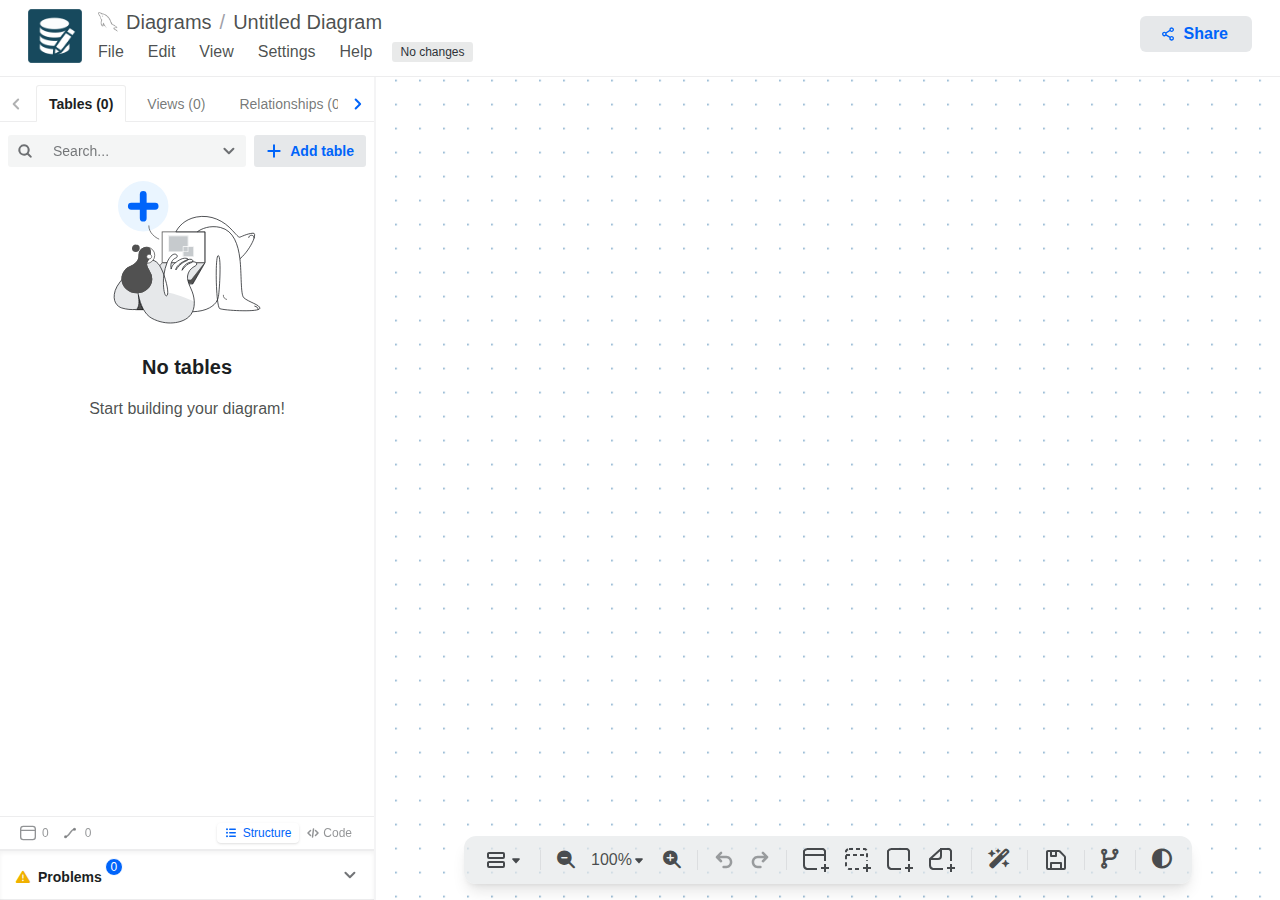 Diagrams / Untitled Diagram
File Edit View Settings Help No changes
Share
Tables (0) Views (0) Relationships (0
Search... Add table
No tables
Start building your diagram!
0 0 Structure Code
Problems 0
100%